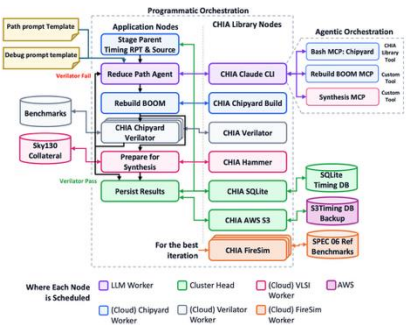 Programmatic Orchestration
Path prompt Template
Debug prompt template
Application Nodes
CHIA Library Nodes
Agentic Orchestration
Stage Parent
Timing RPT & Source
Verilator Fail
Reduce Path Agent
CHIA Claude CLI
Bash MCP: Chipyard
CHIA
Library
Tool
Rebuild BOOM MCP
Custom
Tool
Synthesis MCP
Custom
Tool
Rebuild BOOM
CHIA Chipyard Build
Benchmarks
CHIA Chipyard
Verilator
CHIA Verilator
Sky130
Collateral
Prepare for
Synthesis
CHIA Hammer
Verilator Pass
Persist Results
CHIA SQLite
SQLite
Timing DB
CHIA AWS S3
S3Timing DB
Backup
For the best
iteration
CHIA FireSim
SPEC 06 Ref
Benchmarks
Where Each Node
is Scheduled
LLM Worker
Cluster Head
(Cloud) VLSI
Worker
AWS
(Cloud) Chipyard
Worker
(Cloud) Verilator
Worker
(Cloud) FireSim
Worker